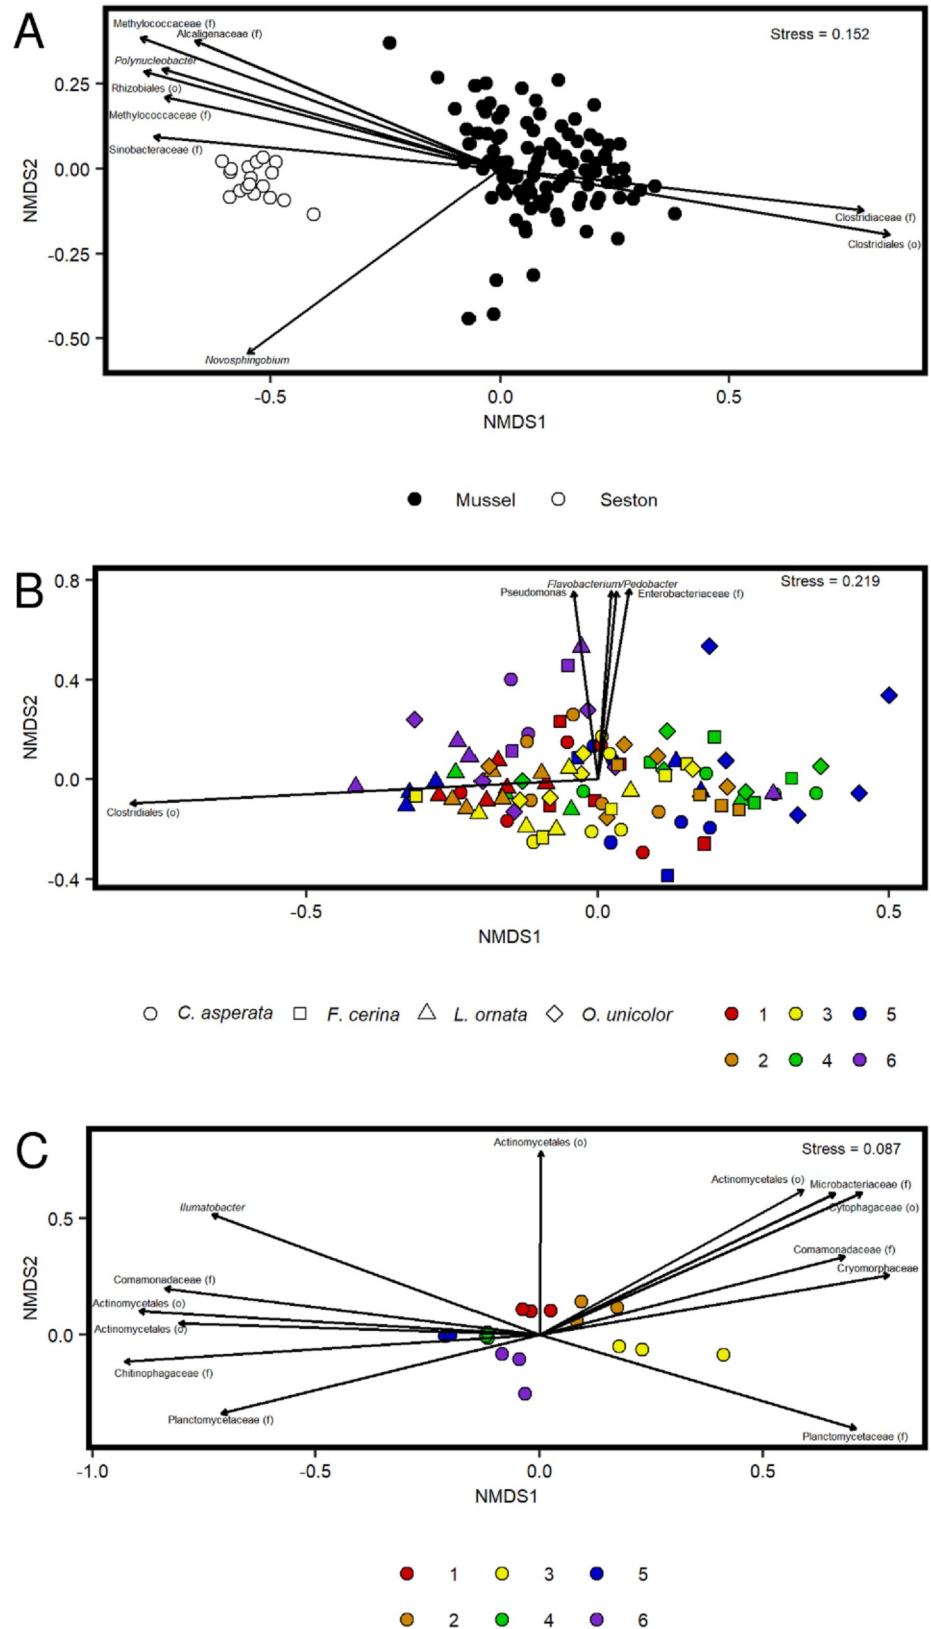 A
Stress = 0.152
Methylococcaceae (f)
Alcaligenaceae (f)
Polynucleobacter
Rhizobiales (o)
Methylococcaceae (f)
Sinobacteraceae (f)
Clostridiaceae (f)
Clostridiales (o)
Novosphingobium
NMDS2
0.25
0.00
-0.25
-0.50
-0.5
0.0
0.5
NMDS1
Mussel
Seston
B
Stress = 0.219
Flavobacterium/Pedobacter
Pseudomonas
Enterobacteriaceae (f)
Clostridiales (o)
NMDS2
0.8
0.4
0.0
-0.4
-0.5
0.0
0.5
NMDS1
C. asperata
F. cerina
L. ornata
O. unicolor
1
3
5
2
4
6
C
Stress = 0.087
Actinomycetales (o)
Actinomycetales (o)
Microbacteriaceae (f)
Cytophagaceae (o)
Ilumatobacter
Comamonadaceae (f)
Cryomorphaceae
Comamonadaceae (f)
Actinomycetales (o)
Actinomycetales (o)
Chitinophagaceae (f)
Planctomycetaceae (f)
Planctomycetaceae (f)
NMDS2
0.5
0.0
-1.0
-0.5
0.0
0.5
NMDS1
1
3
5
2
4
6